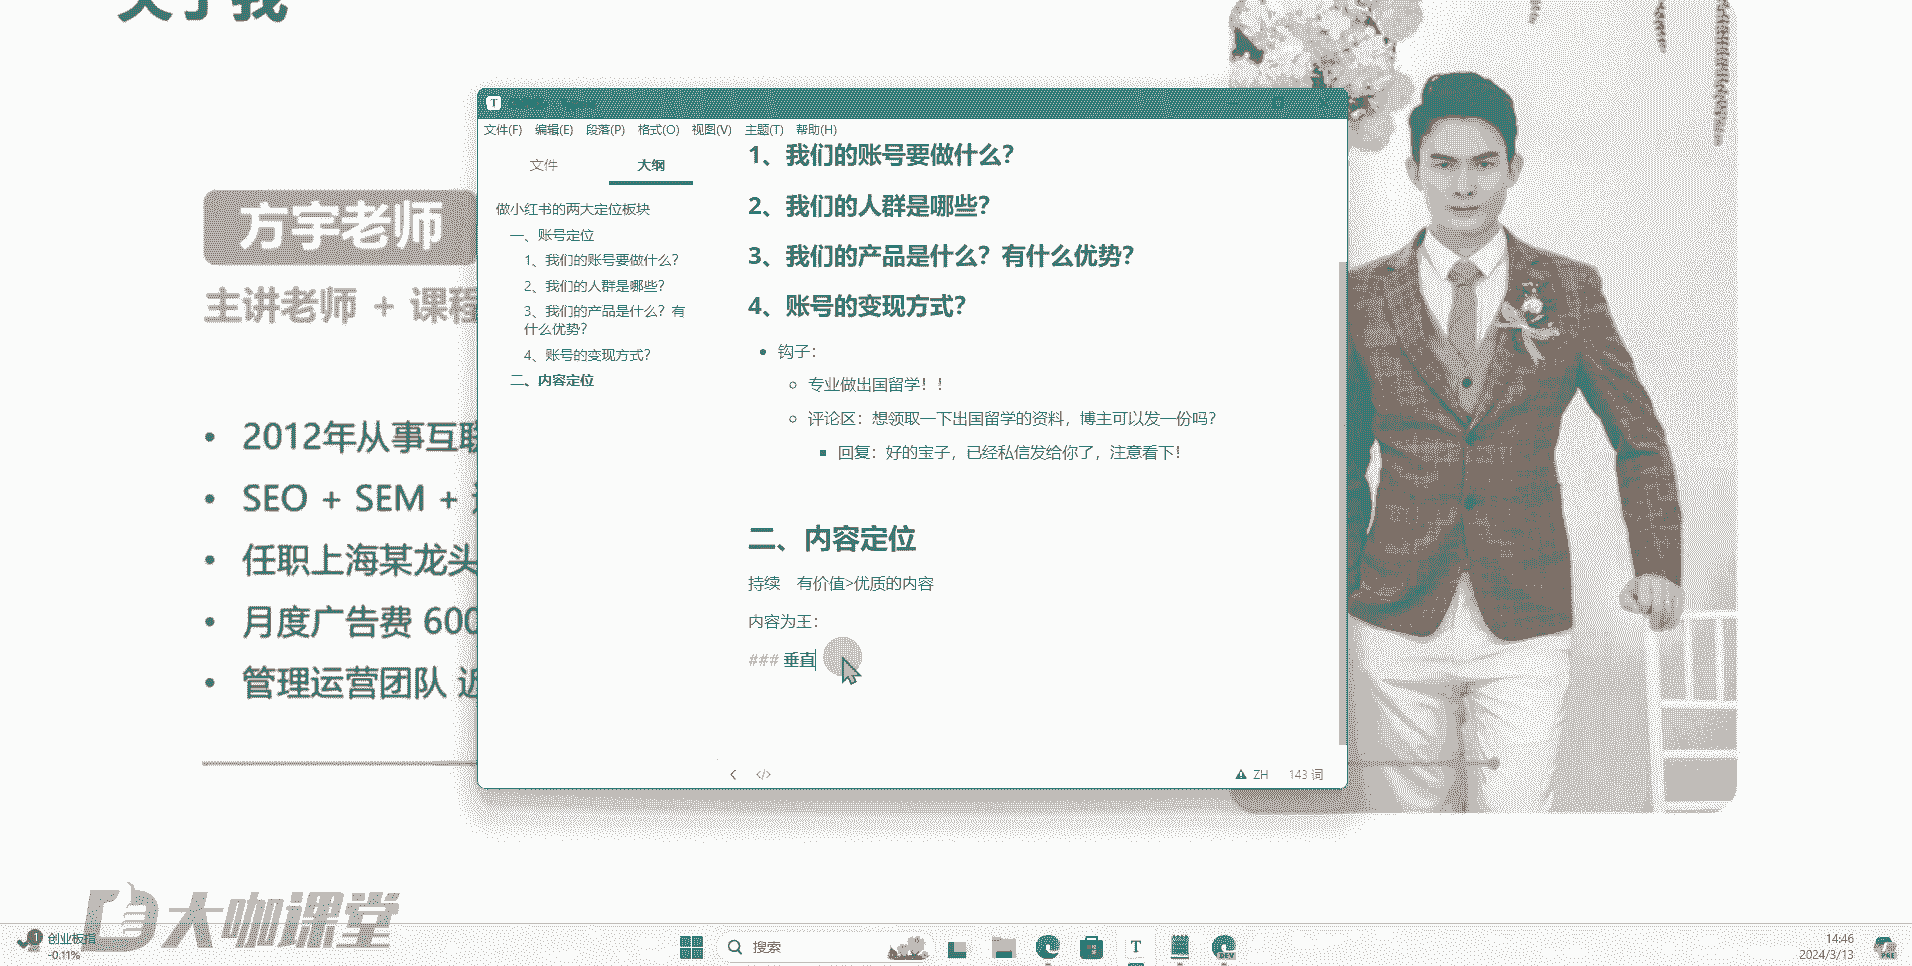 关于我
方宇老师
主讲老师 + 课程
2012年从事互联
SEO + SEM +
任职上海某龙头
月度广告费 600
管理运营团队 近
文件(F) 编辑(E) 段落(P) 格式(O) 视图(V) 主题(T) 帮助(H)
文件 大纲
做小红书的两大定位板块
一、账号定位
1、我们的账号要做什么？
2、我们的人群是哪些？
3、我们的产品是什么？有
什么优势？
4、账号的变现方式？
二、内容定位
1、我们的账号要做什么？
2、我们的人群是哪些？
3、我们的产品是什么？有什么优势？
4、账号的变现方式？
钩子：
专业做出国留学！！
评论区：想领取一下出国留学的资料，博主可以发一份吗？
回复：好的宝子，已经私信发给你了，注意看下！
二、内容定位
持续 有价值>优质的内容
内容为王：
### 垂直
ZH 143 词
大咖课堂
1
创业板指
-0.11%
搜索
T
DEV
14:46
2024/3/13
PRE